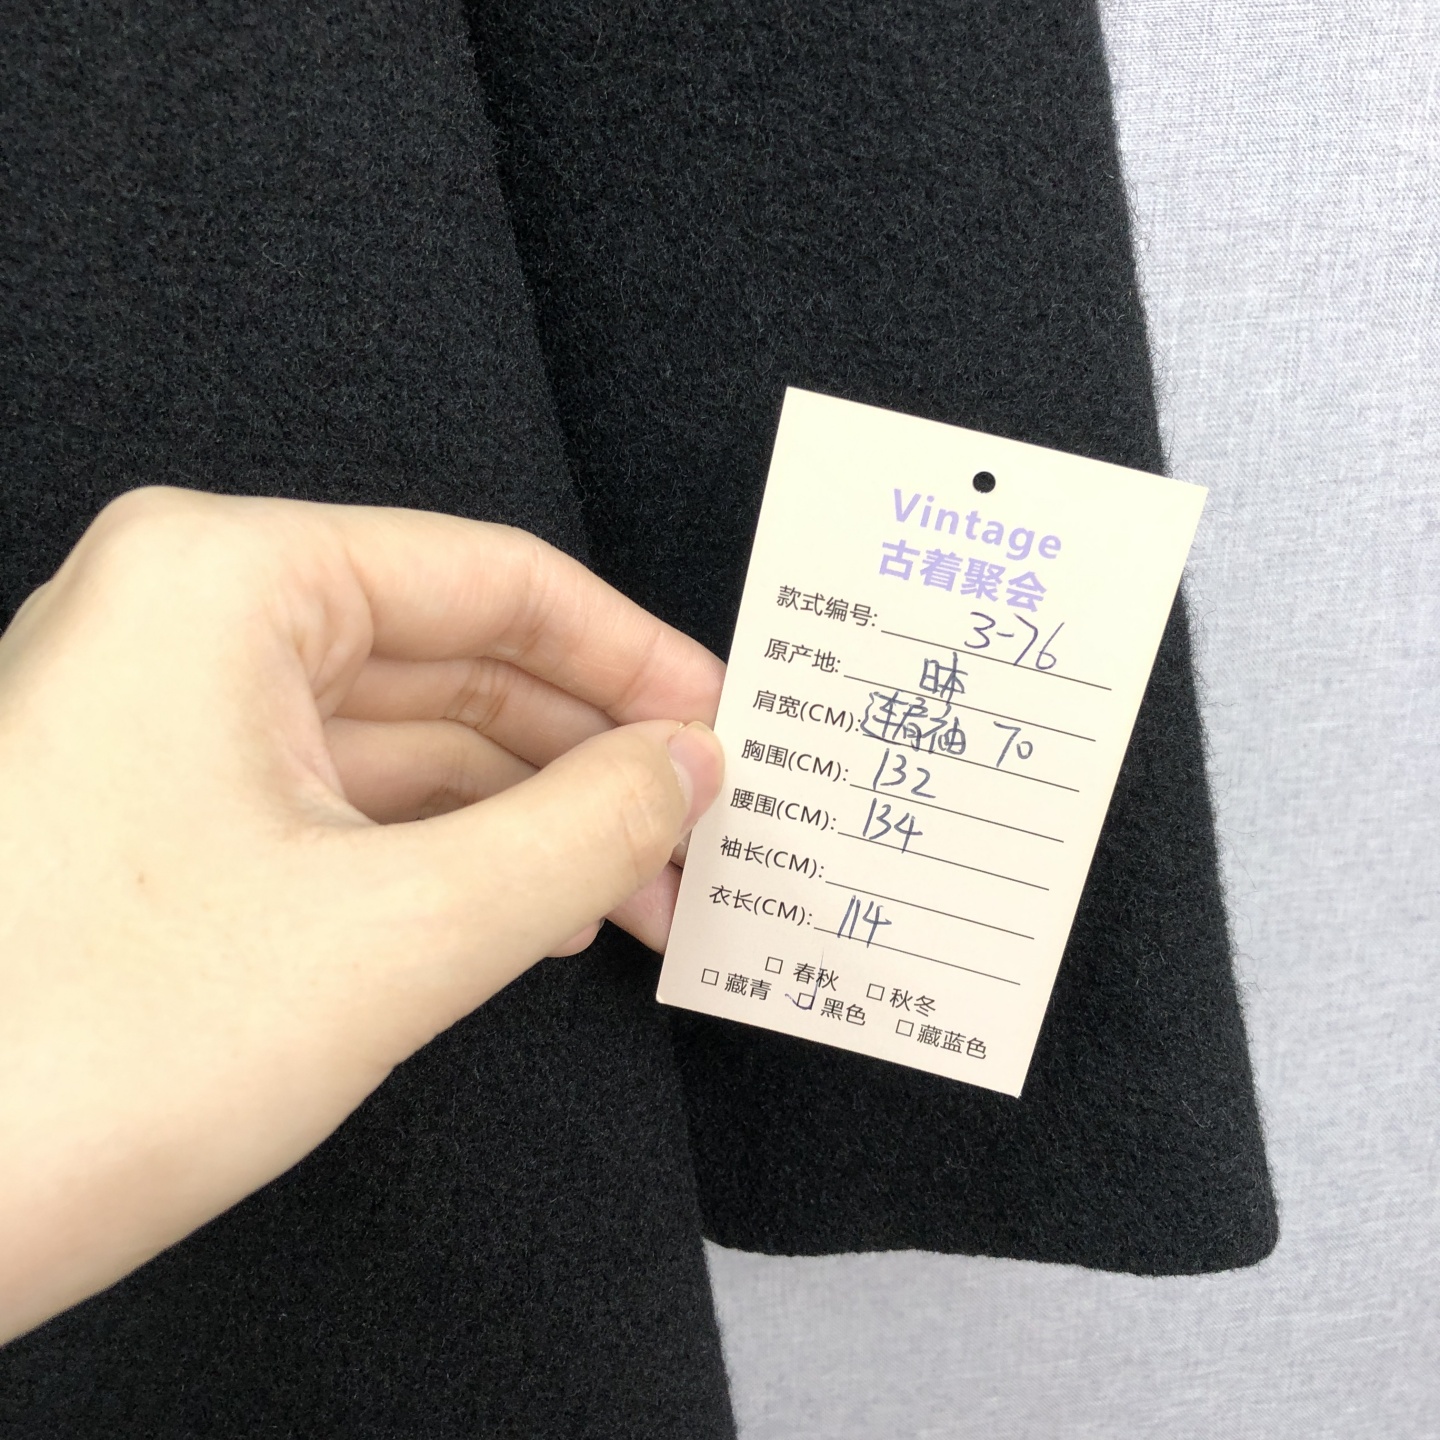 Vintage
古着聚会
款式编号: 3-76
原产地: 日本
肩宽(CM): 连肩袖 70
胸围(CM): 132
腰围(CM): 134
袖长(CM):
衣长(CM): 114
□ 春秋 □ 秋冬
□ 藏青 ☑ 黑色 □ 藏蓝色